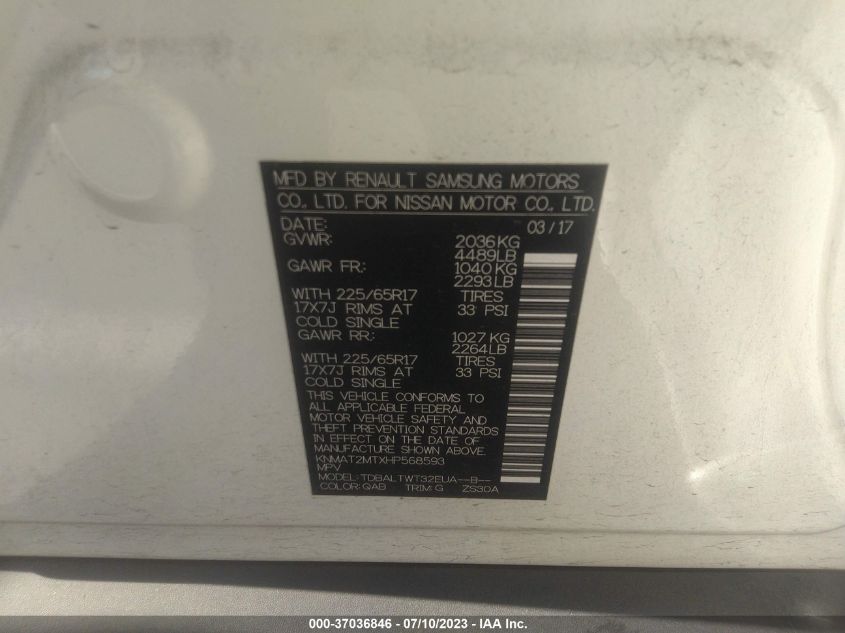 MFD BY RENAULT SAMSUNG MOTORS
CO., LTD. FOR NISSAN MOTOR CO., LTD.
DATE: 03/17
GVWR: 2036KG
4489LB
GAWR FR.: 1040KG
2293LB
WITH 225/65R17 TIRES
17X7J RIMS AT 33 PSI
COLD SINGLE
GAWR RR.: 1027KG
2264LB
WITH 225/65R17 TIRES
17X7J RIMS AT 33 PSI
COLD SINGLE
THIS VEHICLE CONFORMS TO
ALL APPLICABLE FEDERAL
MOTOR VEHICLE SAFETY AND
THEFT PREVENTION STANDARDS
IN EFFECT ON THE DATE OF
MANUFACTURE SHOWN ABOVE.
KNMAT2MTXHP568593
MPV
MODEL: TDBALTWT32EUA--B--
COLOR: QAB TRIM: G ZS30A
000-37036846 - 07/10/2023 - IAA Inc.